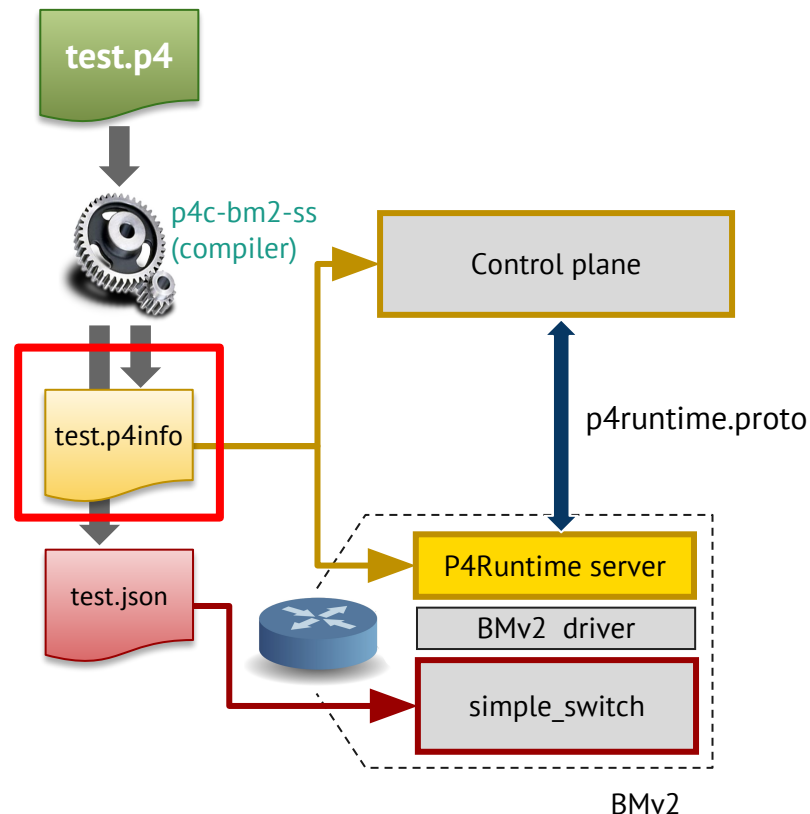 test.p4
p4c-bm2-ss
(compiler)
Control plane
test.p4info
p4runtime.proto
P4Runtime server
test.json
BMv2 driver
simple_switch
BMv2